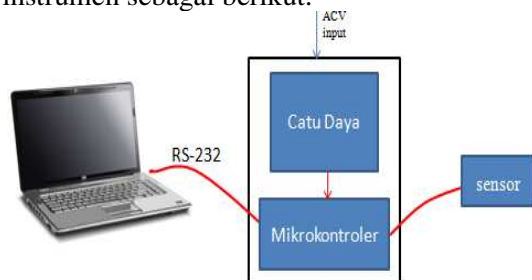 instrumen sebagai berikut:
ACV
input
Catu Daya
RS-232
sensor
Mikrokontroler